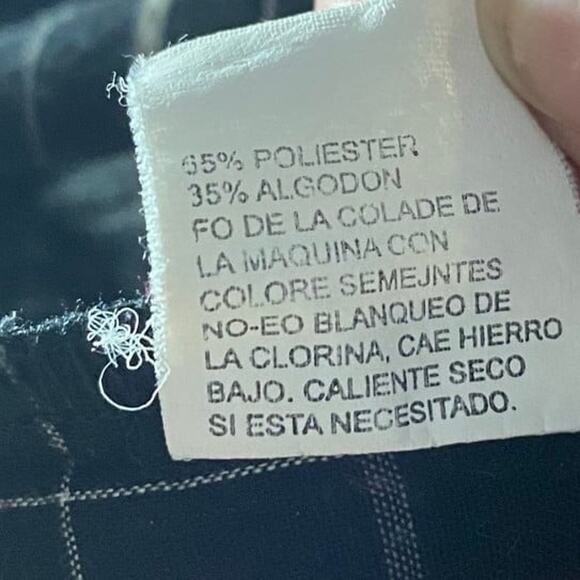 65% POLIESTER
35% ALGODON
FO DE LA COLADE DE
LA MAQUINA CON
COLORE SEMEJNTES
NO-EO BLANQUEO DE
LA CLORINA, CAE HIERRO
BAJO. CALIENTE SECO
SI ESTA NECESITADO.